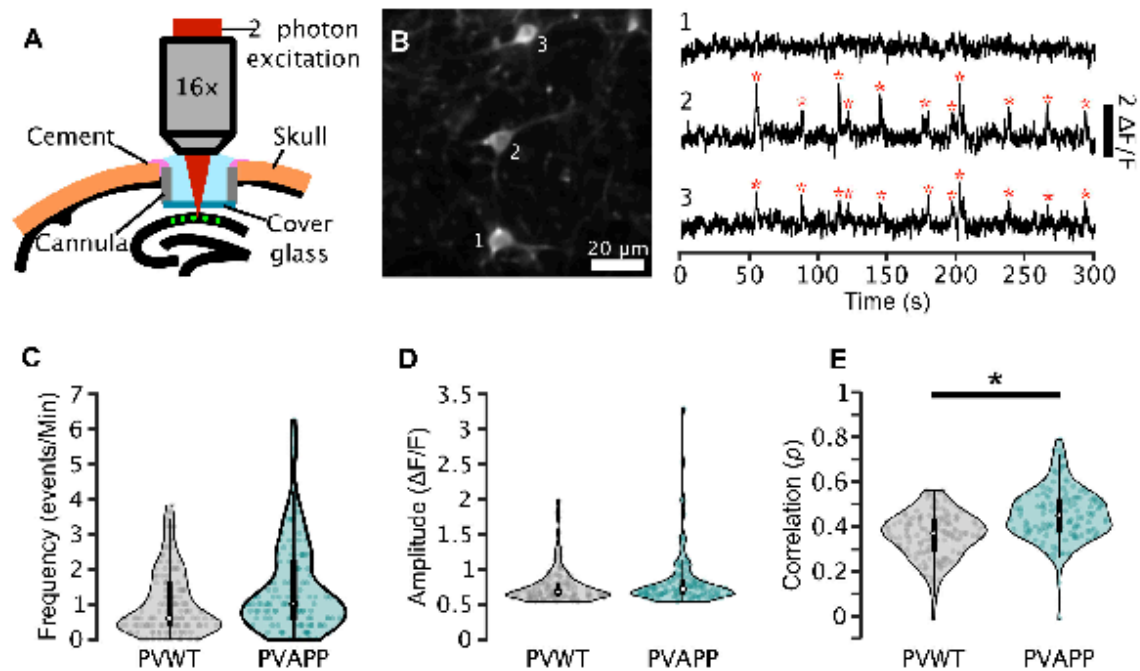 A
2 photon
excitation
16x
Cement
Skull
Cannula
Cover
glass
B
3
2
1
20 µm
1
* * * * * * * * * * *
2
2 ΔF/F
* * * * * * * * * * *
3
0 50 100 150 200 250 300
Time (s)
C
Frequency (events/Min)
7
6
5
4
3
2
1
0
PVWT PVAPP
D
Amplitude (ΔF/F)
3.5
3
2.5
2
1.5
1
0.5
0
PVWT PVAPP
E
*
Correlation (ρ)
1
0.8
0.6
0.4
0.2
0
PVWT PVAPP